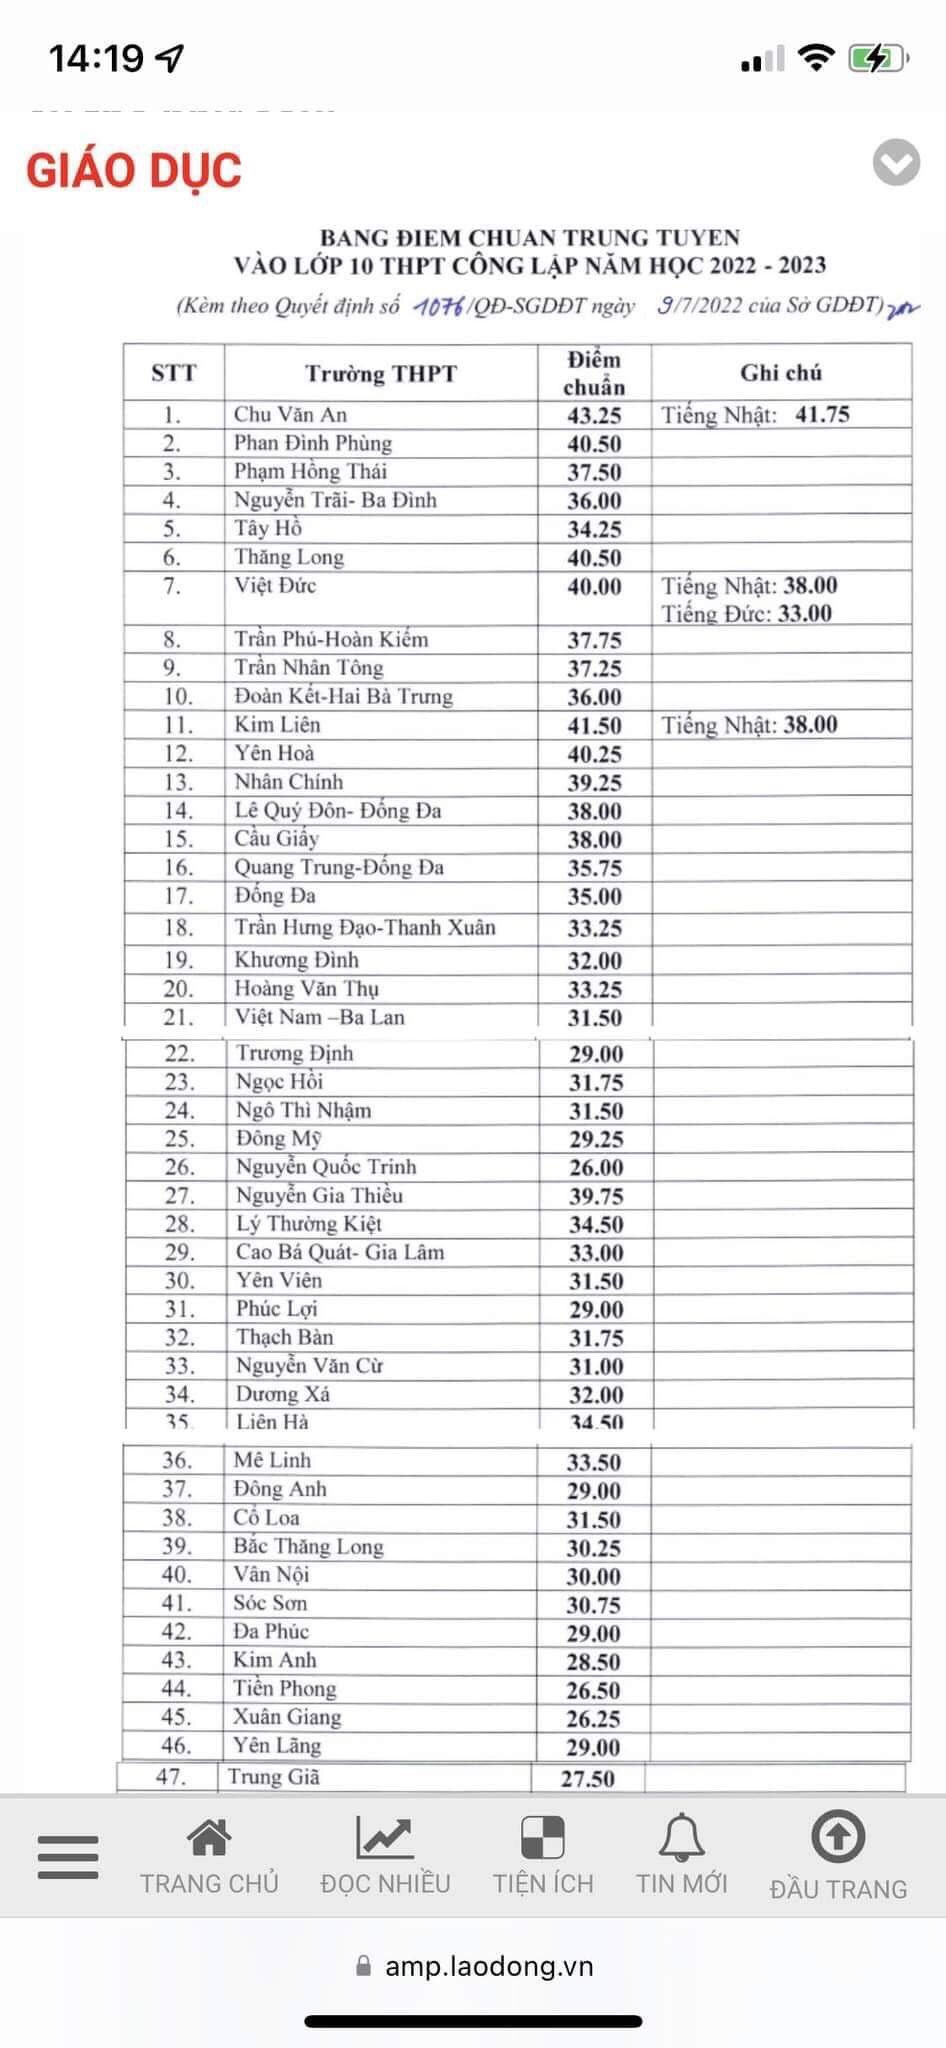 14:19
GIÁO DỤC
BANG ĐIEM CHUAN TRUNG TUYEN
VÀO LỚP 10 THPT CÔNG LẬP NĂM HỌC 2022 - 2023
(Kèm theo Quyết định số 1076/QĐ-SGDĐT ngày 9/7/2022 của Sở GDĐT)
STT Trường THPT Điểm chuẩn Ghi chú
1. Chu Văn An 43.25 Tiếng Nhật: 41.75
2. Phan Đình Phùng 40.50
3. Phạm Hồng Thái 37.50
4. Nguyễn Trãi- Ba Đình 36.00
5. Tây Hồ 34.25
6. Thăng Long 40.50
7. Việt Đức 40.00 Tiếng Nhật: 38.00
Tiếng Đức: 33.00
8. Trần Phú-Hoàn Kiếm 37.75
9. Trần Nhân Tông 37.25
10. Đoàn Kết-Hai Bà Trưng 36.00
11. Kim Liên 41.50 Tiếng Nhật: 38.00
12. Yên Hoà 40.25
13. Nhân Chính 39.25
14. Lê Quý Đôn- Đống Đa 38.00
15. Cầu Giấy 38.00
16. Quang Trung-Đống Đa 35.75
17. Đống Đa 35.00
18. Trần Hưng Đạo-Thanh Xuân 33.25
19. Khương Đình 32.00
20. Hoàng Văn Thụ 33.25
21. Việt Nam –Ba Lan 31.50
22. Trương Định 29.00
23. Ngọc Hồi 31.75
24. Ngô Thì Nhậm 31.50
25. Đông Mỹ 29.25
26. Nguyễn Quốc Trinh 26.00
27. Nguyễn Gia Thiều 39.75
28. Lý Thường Kiệt 34.50
29. Cao Bá Quát- Gia Lâm 33.00
30. Yên Viên 31.50
31. Phúc Lợi 29.00
32. Thạch Bàn 31.75
33. Nguyễn Văn Cừ 31.00
34. Dương Xá 32.00
35. Liên Hà 34.50
36. Mê Linh 33.50
37. Đông Anh 29.00
38. Cổ Loa 31.50
39. Bắc Thăng Long 30.25
40. Vân Nội 30.00
41. Sóc Sơn 30.75
42. Đa Phúc 29.00
43. Kim Anh 28.50
44. Tiền Phong 26.50
45. Xuân Giang 26.25
46. Yên Lãng 29.00
47. Trung Giã 27.50
TRANG CHỦ ĐỌC NHIỀU TIỆN ÍCH TIN MỚI ĐẦU TRANG
amp.laodong.vn